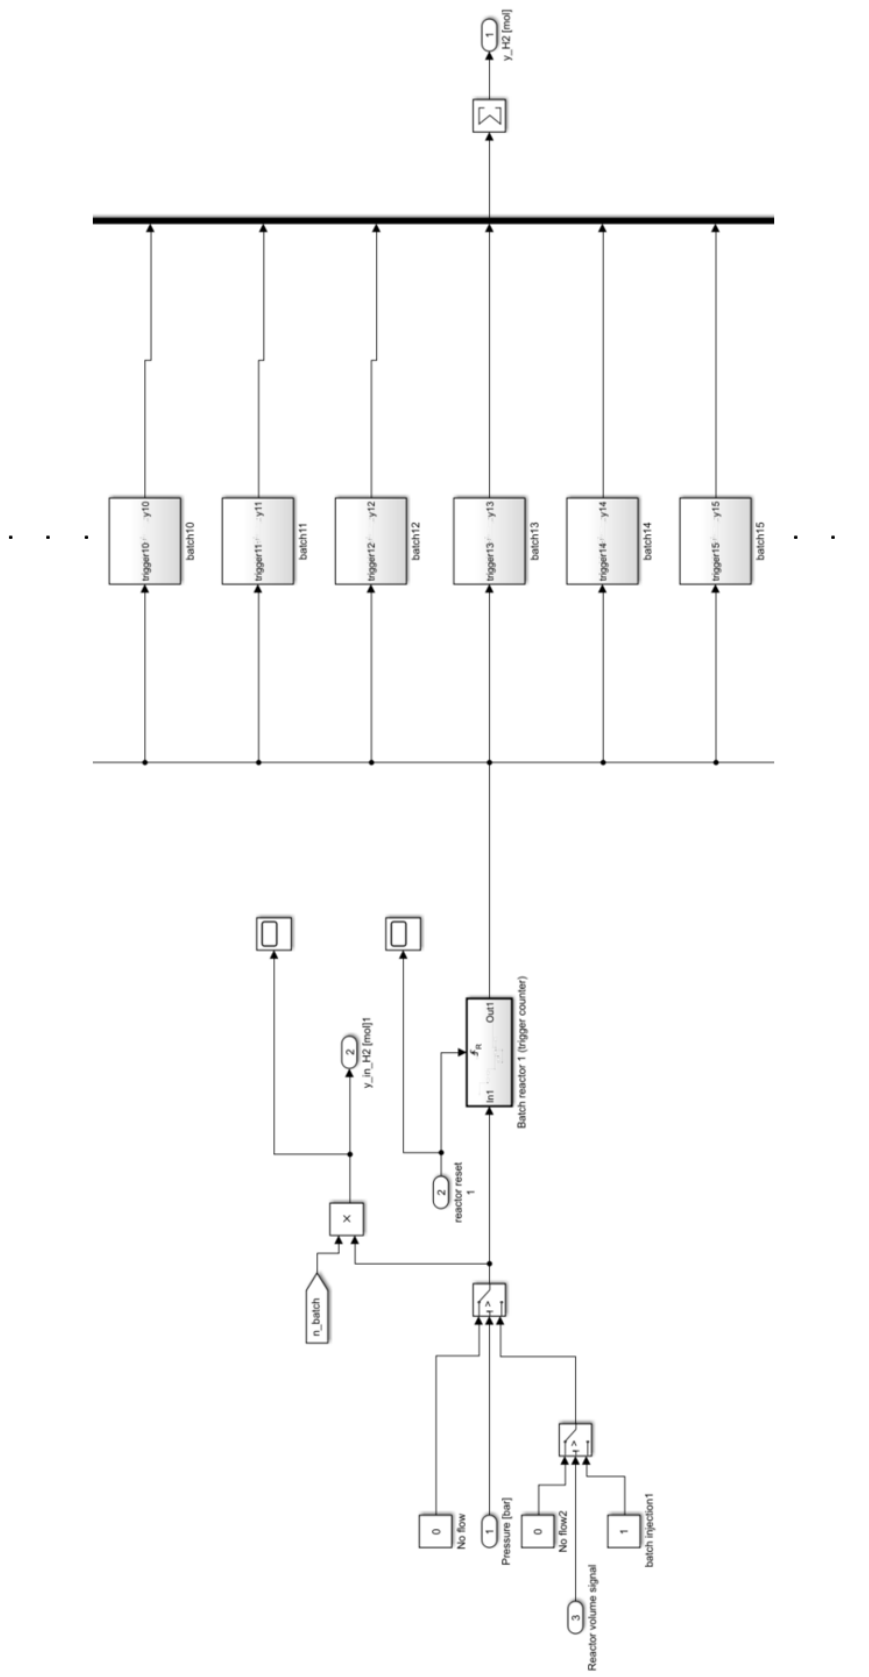 1
y_H2 [mol]
Σ
trigger10 y10
batch10
trigger11 y11
batch11
trigger12 y12
batch12
trigger13 y13
batch13
trigger14 y14
batch14
trigger15 y15
batch15
2
y_in_H2 [mol]1
×
n_batch
2
reactor reset
1
In1 R Out1
Batch reactor 1 (trigger counter)
>
>
0
No flow
1
Pressure [bar]
0
No flow2
1
batch injection1
3
Reactor volume signal